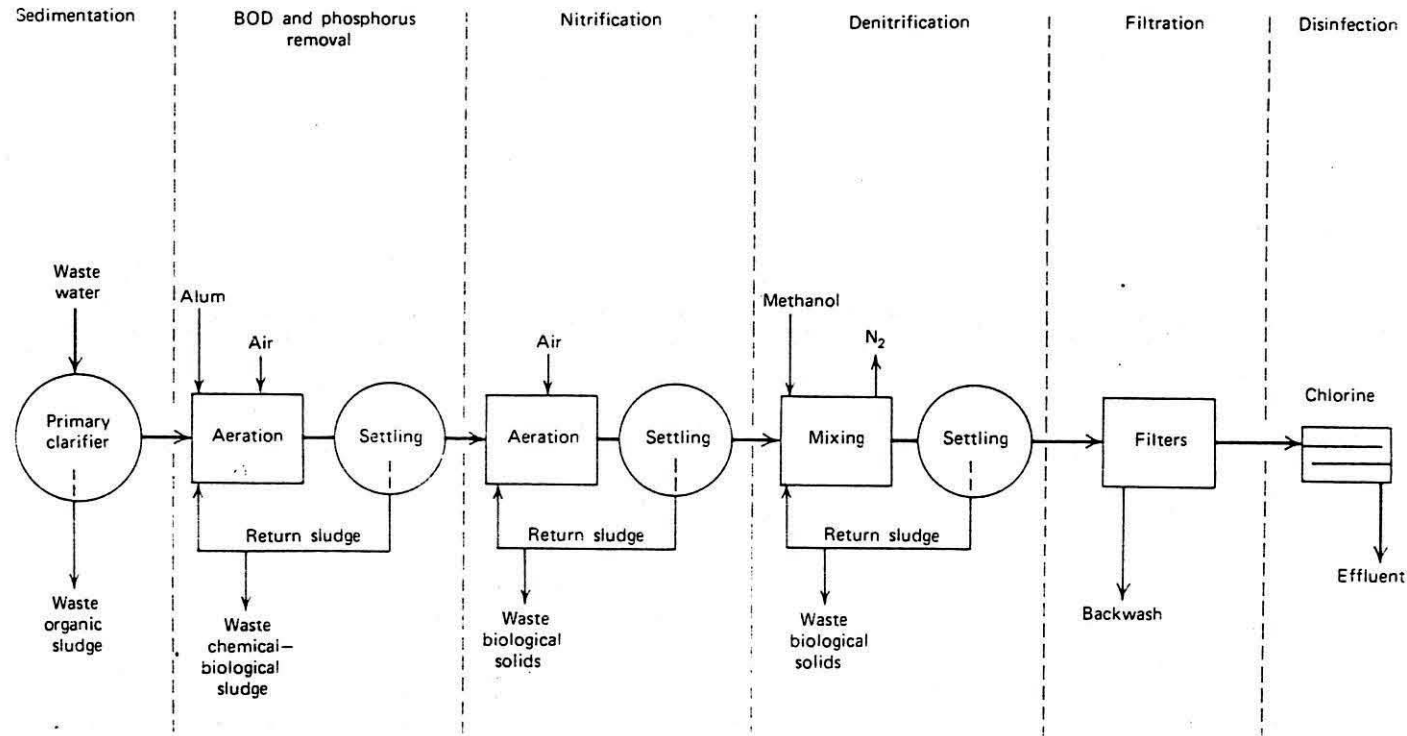 Sedimentation
BOD and phosphorus
removal
Nitrification
Denitrification
Filtration
Disinfection
Waste
water
Primary
clarifier
Waste
organic
sludge
Alum
Air
Aeration
Settling
Return sludge
Waste
chemical—
biological
sludge
Air
Aeration
Settling
Return sludge
Waste
biological
solids
Methanol
N₂
Mixing
Settling
Return sludge
Waste
biological
solids
Filters
Backwash
Chlorine
Effluent